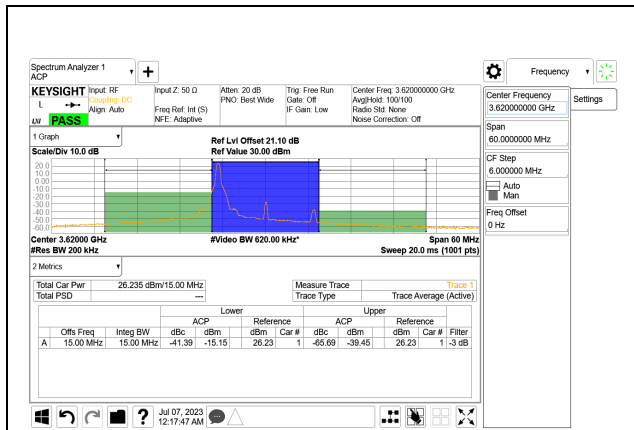 Spectrum Analyzer 1
ACP
Frequency
KEYSIGHT
L
LXI
PASS
Input: RF
Coupling: DC
Align: Auto
Input Z: 50 Ω
Freq Ref: Int (S)
NFE: Adaptive
Atten: 20 dB
PNO: Best Wide
Trig: Free Run
Gate: Off
IF Gain: Low
Center Freq: 3.620000000 GHz
Avg|Hold: 100/100
Radio Std: None
Noise Correction: Off
Center Frequency
3.620000000 GHz
Settings
Span
60.0000000 MHz
CF Step
6.000000 MHz
Auto
Man
Freq Offset
0 Hz
1 Graph
Scale/Div 10.0 dB
Ref Lvl Offset 21.10 dB
Ref Value 30.00 dBm
20.0
10.0
0.00
-10.0
-20.0
-30.0
-40.0
-50.0
-60.0
Center 3.62000 GHz
#Video BW 620.00 kHz*
Span 60 MHz
#Res BW 200 kHz
Sweep 20.0 ms (1001 pts)
2 Metrics
Total Car Pwr 26.235 dBm/15.00 MHz
Total PSD ---
Measure Trace Trace 1
Trace Type Trace Average (Active)
Lower Upper
ACP Reference ACP Reference
Offs Freq Integ BW dBc dBm dBm Car # dBc dBm dBm Car # Filter
A 15.00 MHz 15.00 MHz -41.39 -15.15 26.23 1 -65.69 -39.45 26.23 1 -3 dB
?
Jul 07, 2023
12:17:47 AM